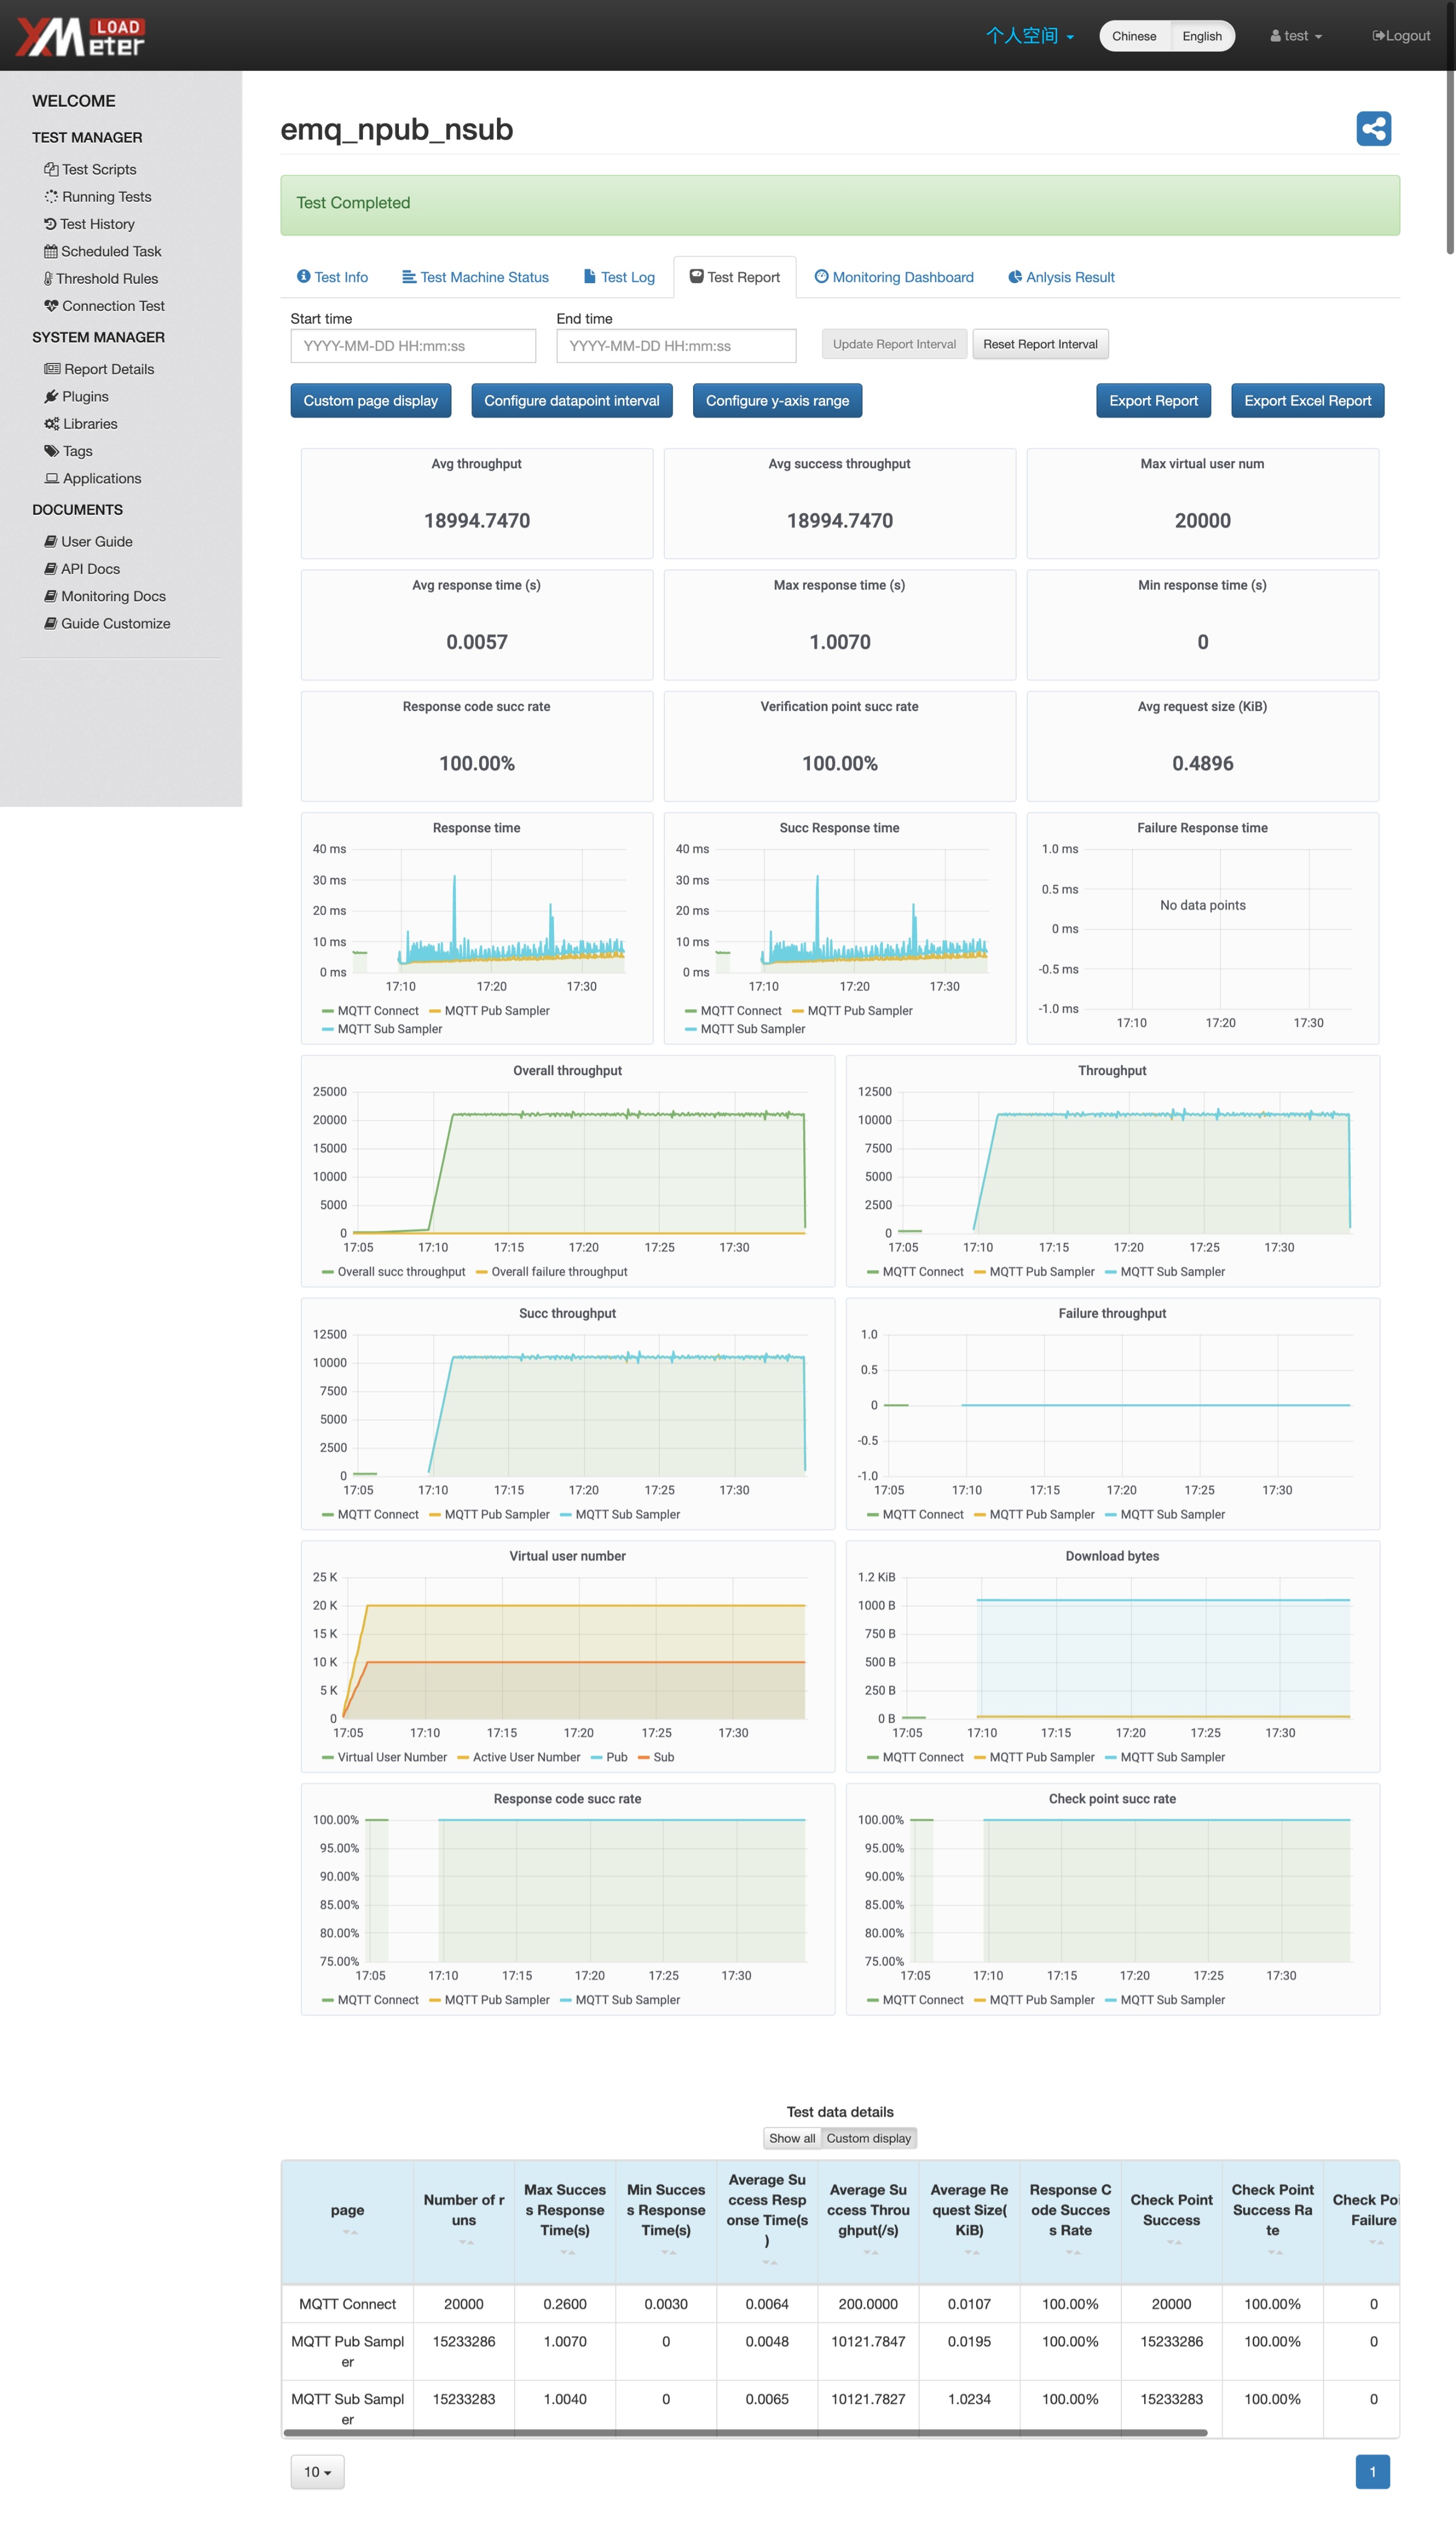 XMeter LOAD
个人空间
Chinese English
test
Logout
WELCOME
TEST MANAGER
Test Scripts
Running Tests
Test History
Scheduled Task
Threshold Rules
Connection Test
SYSTEM MANAGER
Report Details
Plugins
Libraries
Tags
Applications
DOCUMENTS
User Guide
API Docs
Monitoring Docs
Guide Customize
emq_npub_nsub
Test Completed
Test Info Test Machine Status Test Log Test Report Monitoring Dashboard Anlysis Result
Start time End time
YYYY-MM-DD HH:mm:ss YYYY-MM-DD HH:mm:ss Update Report Interval Reset Report Interval
Custom page display Configure datapoint interval Configure y-axis range Export Report Export Excel Report
Avg throughput
18994.7470
Avg success throughput
18994.7470
Max virtual user num
20000
Avg response time (s)
0.0057
Max response time (s)
1.0070
Min response time (s)
0
Response code succ rate
100.00%
Verification point succ rate
100.00%
Avg request size (KiB)
0.4896
Response time
40 ms
30 ms
20 ms
10 ms
0 ms
17:10 17:20 17:30
MQTT Connect MQTT Pub Sampler
MQTT Sub Sampler
Succ Response time
40 ms
30 ms
20 ms
10 ms
0 ms
17:10 17:20 17:30
MQTT Connect MQTT Pub Sampler
MQTT Sub Sampler
Failure Response time
1.0 ms
0.5 ms
No data points
0 ms
-0.5 ms
-1.0 ms
17:10 17:20 17:30
Overall throughput
25000
20000
15000
10000
5000
0
17:05 17:10 17:15 17:20 17:25 17:30
Overall succ throughput Overall failure throughput
Throughput
12500
10000
7500
5000
2500
0
17:05 17:10 17:15 17:20 17:25 17:30
MQTT Connect MQTT Pub Sampler MQTT Sub Sampler
Succ throughput
12500
10000
7500
5000
2500
0
17:05 17:10 17:15 17:20 17:25 17:30
MQTT Connect MQTT Pub Sampler MQTT Sub Sampler
Failure throughput
1.0
0.5
0
-0.5
-1.0
17:05 17:10 17:15 17:20 17:25 17:30
MQTT Connect MQTT Pub Sampler MQTT Sub Sampler
Virtual user number
25 K
20 K
15 K
10 K
5 K
0
17:05 17:10 17:15 17:20 17:25 17:30
Virtual User Number Active User Number Pub Sub
Download bytes
1.2 KiB
1000 B
750 B
500 B
250 B
0 B
17:05 17:10 17:15 17:20 17:25 17:30
MQTT Connect MQTT Pub Sampler MQTT Sub Sampler
Response code succ rate
100.00%
95.00%
90.00%
85.00%
80.00%
75.00%
17:05 17:10 17:15 17:20 17:25 17:30
MQTT Connect MQTT Pub Sampler MQTT Sub Sampler
Check point succ rate
100.00%
95.00%
90.00%
85.00%
80.00%
75.00%
17:05 17:10 17:15 17:20 17:25 17:30
MQTT Connect MQTT Pub Sampler MQTT Sub Sampler
Test data details
Show all Custom display
page
Number of r
uns
Max Succes
s Response
Time(s)
Min Succes
s Response
Time(s)
Average Su
ccess Resp
onse Time(s
)
Average Su
ccess Throu
ghput(/s)
Average Re
quest Size(
KiB)
Response C
ode Succes
s Rate
Check Point
Success
Check Point
Success Ra
te
Check Poi
Failure
MQTT Connect 20000 0.2600 0.0030 0.0064 200.0000 0.0107 100.00% 20000 100.00% 0
MQTT Pub Sampl 15233286 1.0070 0 0.0048 10121.7847 0.0195 100.00% 15233286 100.00% 0
er
MQTT Sub Sampl 15233283 1.0040 0 0.0065 10121.7827 1.0234 100.00% 15233283 100.00% 0
er
10
1